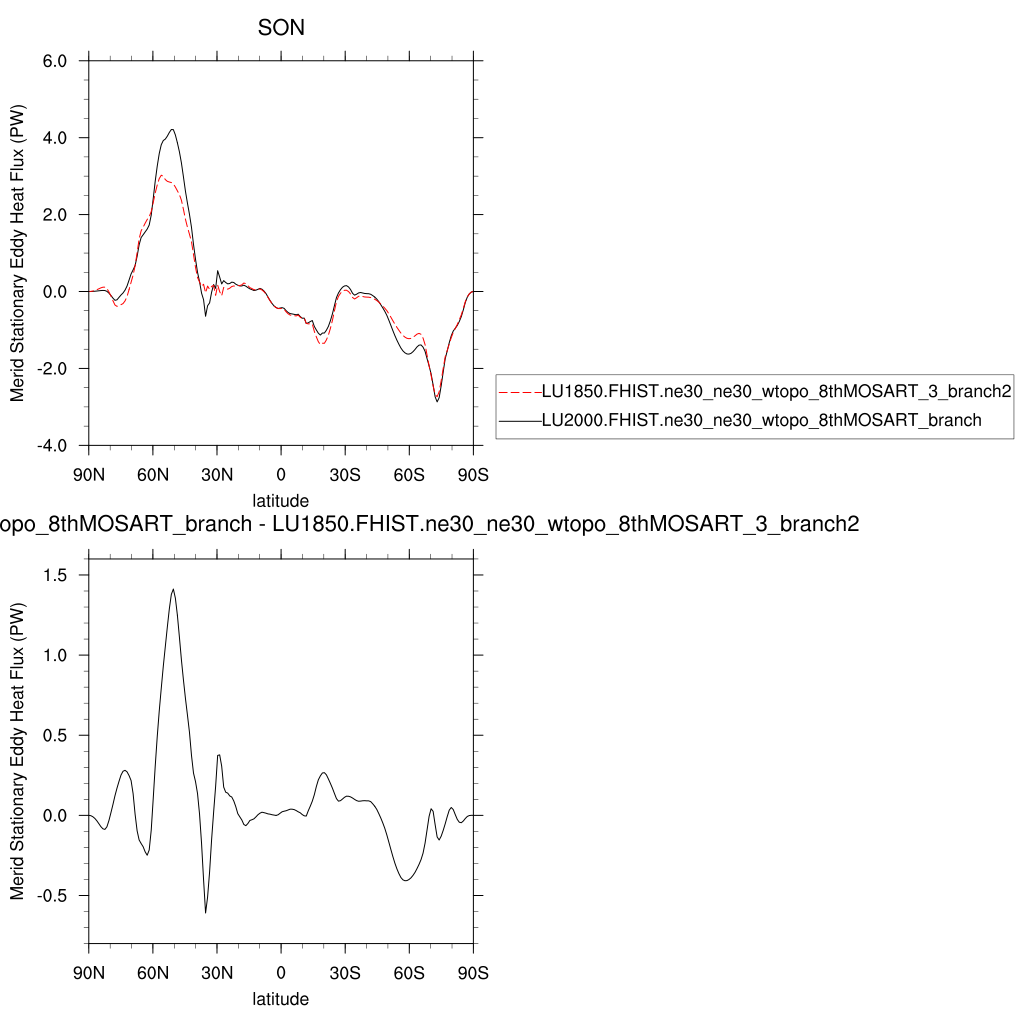 SON
Merid Stationary Eddy Heat Flux (PW)
6.0
4.0
2.0
0.0
-2.0
-4.0
90N 60N 30N 0 30S 60S 90S
latitude
LU1850.FHIST.ne30_ne30_wtopo_8thMOSART_3_branch2
LU2000.FHIST.ne30_ne30_wtopo_8thMOSART_branch
opo_8thMOSART_branch - LU1850.FHIST.ne30_ne30_wtopo_8thMOSART_3_branch2
Merid Stationary Eddy Heat Flux (PW)
1.5
1.0
0.5
0.0
-0.5
90N 60N 30N 0 30S 60S 90S
latitude